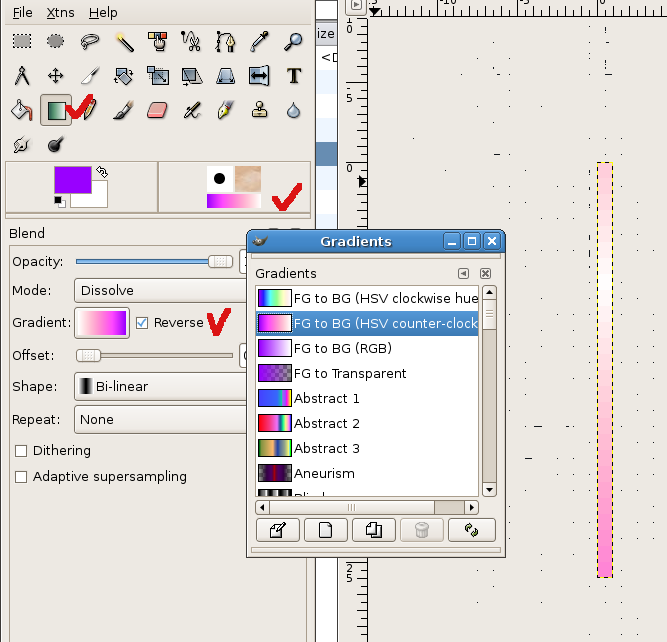 File Xtns Help
ize
Blend
Opacity:
Mode: Dissolve
Gradient: Reverse
Offset:
Shape: Bi-linear
Repeat: None
Dithering
Adaptive supersampling
Gradients
Gradients
FG to BG (HSV clockwise hue
FG to BG (HSV counter-clock
FG to BG (RGB)
FG to Transparent
Abstract 1
Abstract 2
Abstract 3
Aneurism
-10
-5
0
0
5
0
2
5